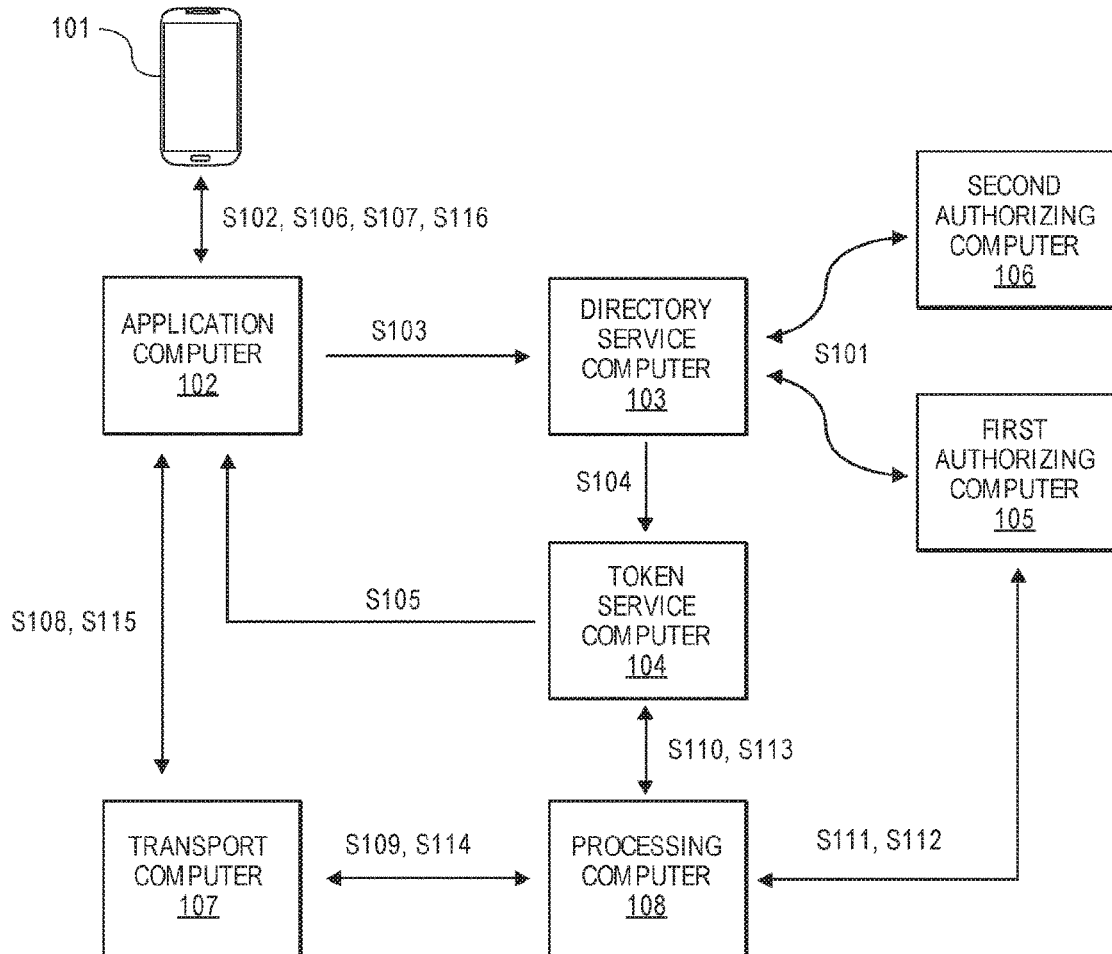 101
S102, S106, S107, S116
SECOND
AUTHORIZING
COMPUTER
106
APPLICATION
COMPUTER
102
S103
DIRECTORY
SERVICE
COMPUTER
103
S101
FIRST
AUTHORIZING
COMPUTER
105
S104
S105
TOKEN
SERVICE
COMPUTER
104
S108, S115
S110, S113
TRANSPORT
COMPUTER
107
S109, S114
PROCESSING
COMPUTER
108
S111, S112